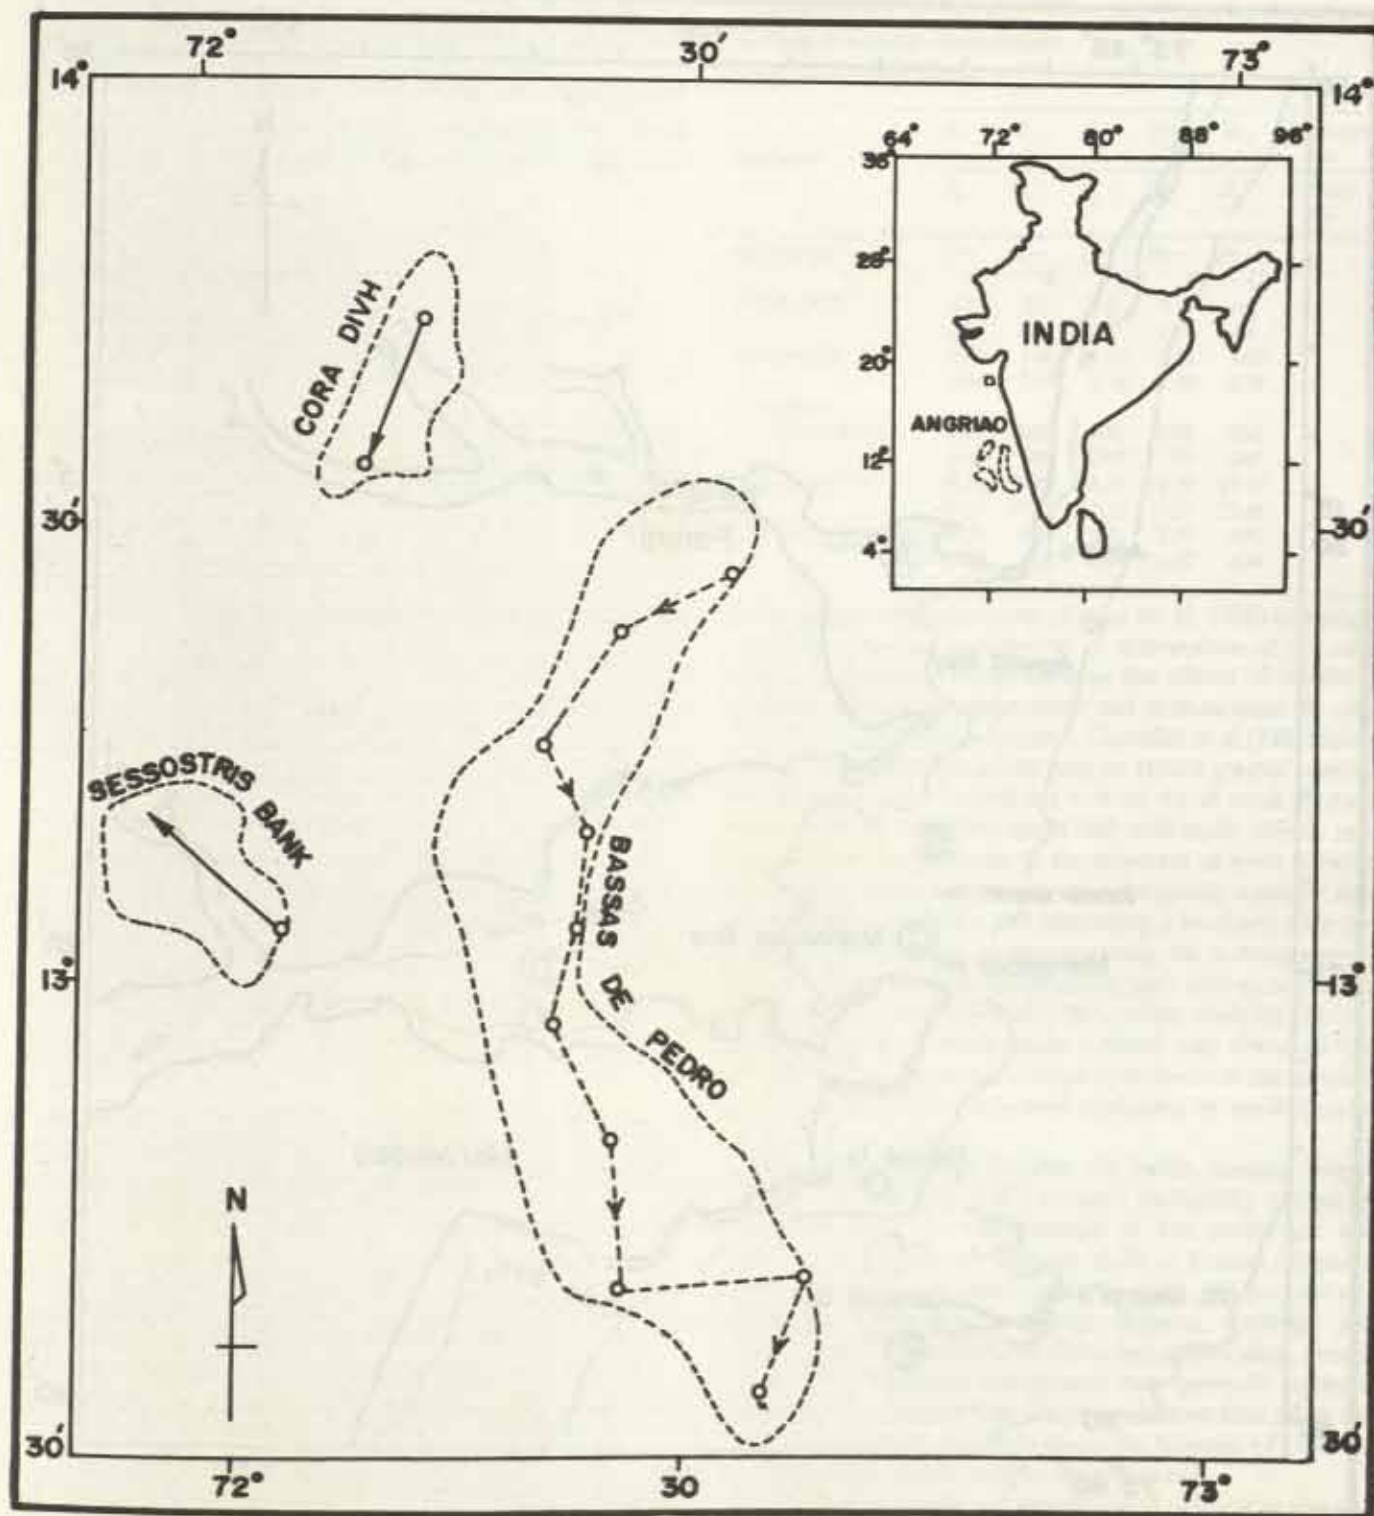 72° 30′ 73°
14° 14°
64° 72° 80° 88° 96°
36
28°
20°
12°
4°
INDIA
ANGRIAO
CORA DIVH
30′ 30′
SESSOSTRIS BANK
BASSAS DE PEDRO
13° 13°
N
30′ 30′
72° 30 73°